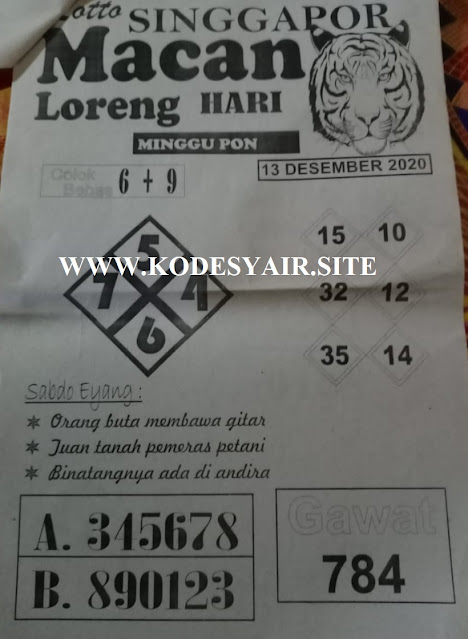 Lotto SINGGAPOR
Macan
Loreng HARI
MINGGU PON
13 DESEMBER 2020
Colok
Bebas 6 + 9
5
7 4
6
15 10
32 12
35 14
WWW.KODESYAIR.SITE
Sabdo Eyang :
✶ Orang buta membawa gitar
✶ Tuan tanah pemeras petani
✶ Binatangnya ada di andira
A. 345678
B. 890123
Gawat
784